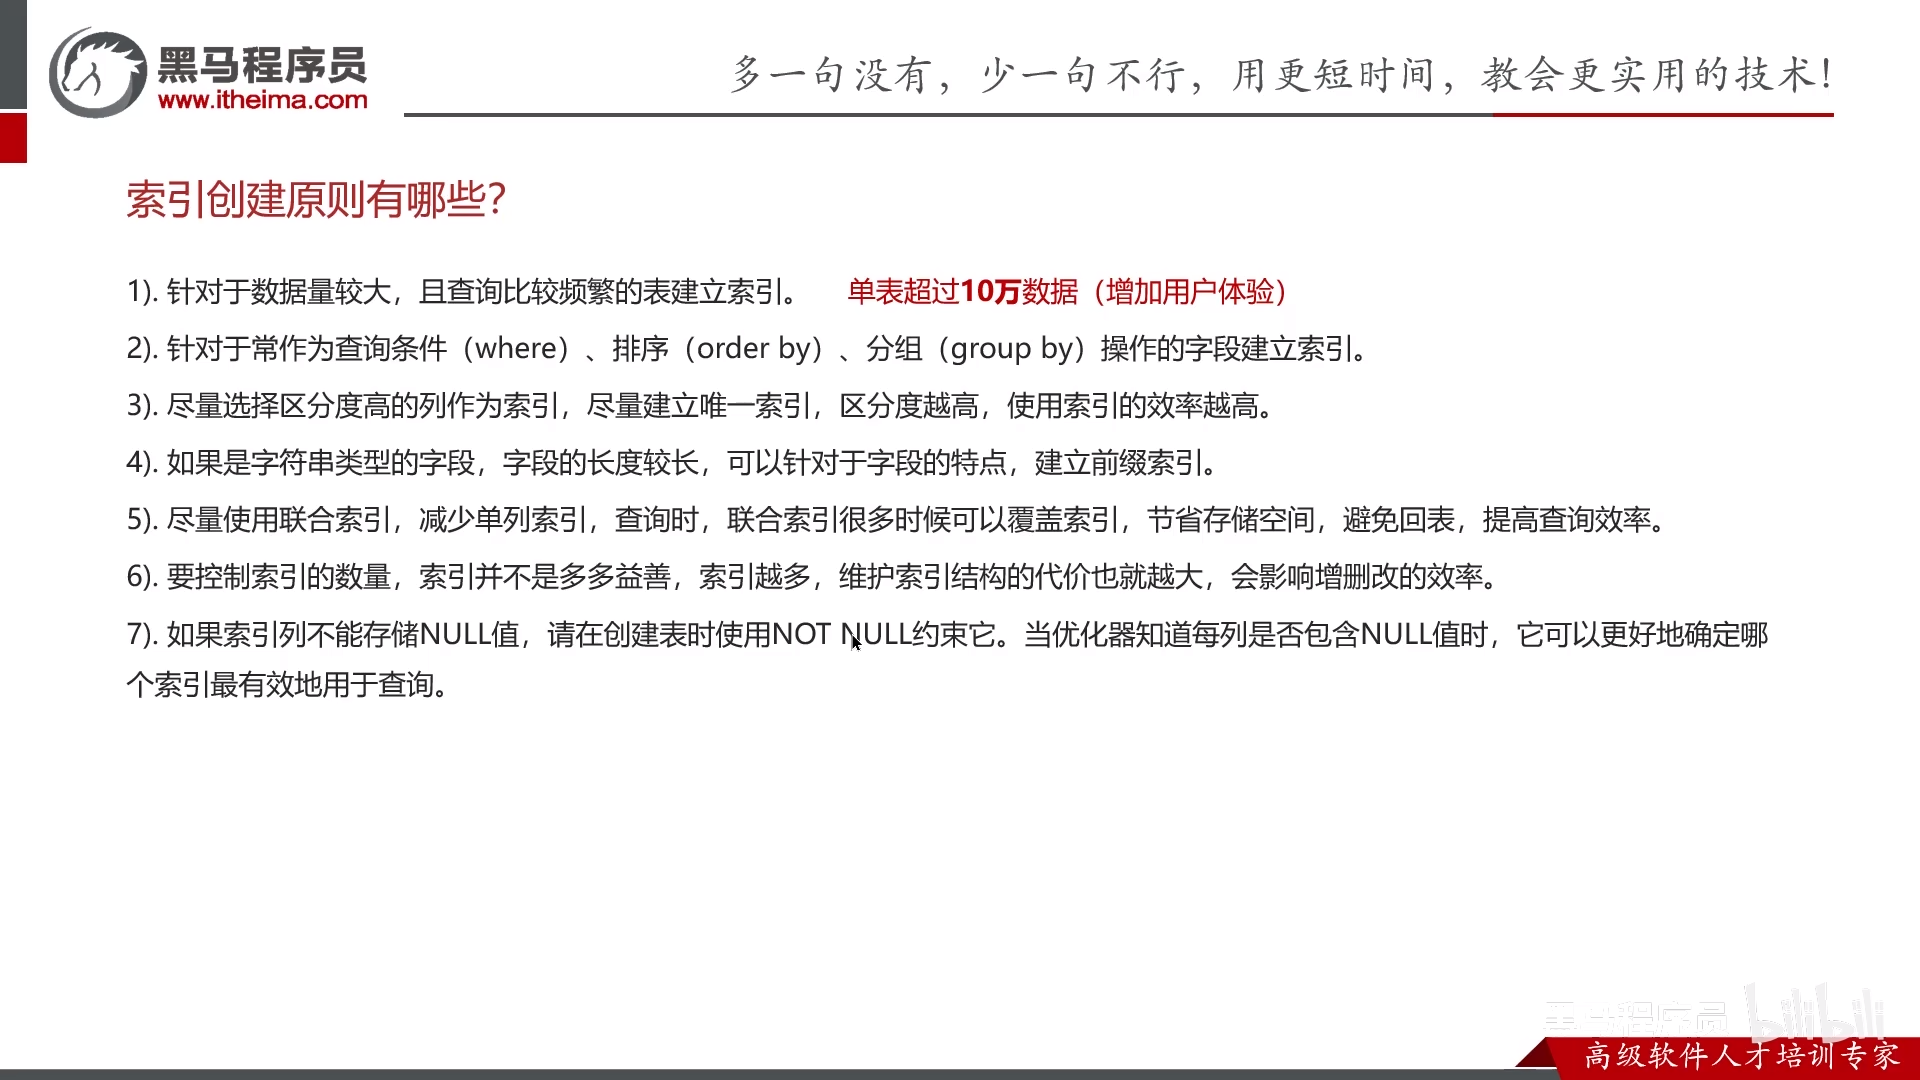 黑马程序员
www.itheima.com
多一句没有，少一句不行，用更短时间，教会更实用的技术！
索引创建原则有哪些？
1). 针对于数据量较大，且查询比较频繁的表建立索引。 单表超过10万数据（增加用户体验）
2). 针对于常作为查询条件（where）、排序（order by）、分组（group by）操作的字段建立索引。
3). 尽量选择区分度高的列作为索引，尽量建立唯一索引，区分度越高，使用索引的效率越高。
4). 如果是字符串类型的字段，字段的长度较长，可以针对于字段的特点，建立前缀索引。
5). 尽量使用联合索引，减少单列索引，查询时，联合索引很多时候可以覆盖索引，节省存储空间，避免回表，提高查询效率。
6). 要控制索引的数量，索引并不是多多益善，索引越多，维护索引结构的代价也就越大，会影响增删改的效率。
7). 如果索引列不能存储NULL值，请在创建表时使用NOT NULL约束它。当优化器知道每列是否包含NULL值时，它可以更好地确定哪
个索引最有效地用于查询。
黑马程序员 bilibili
高级软件人才培训专家